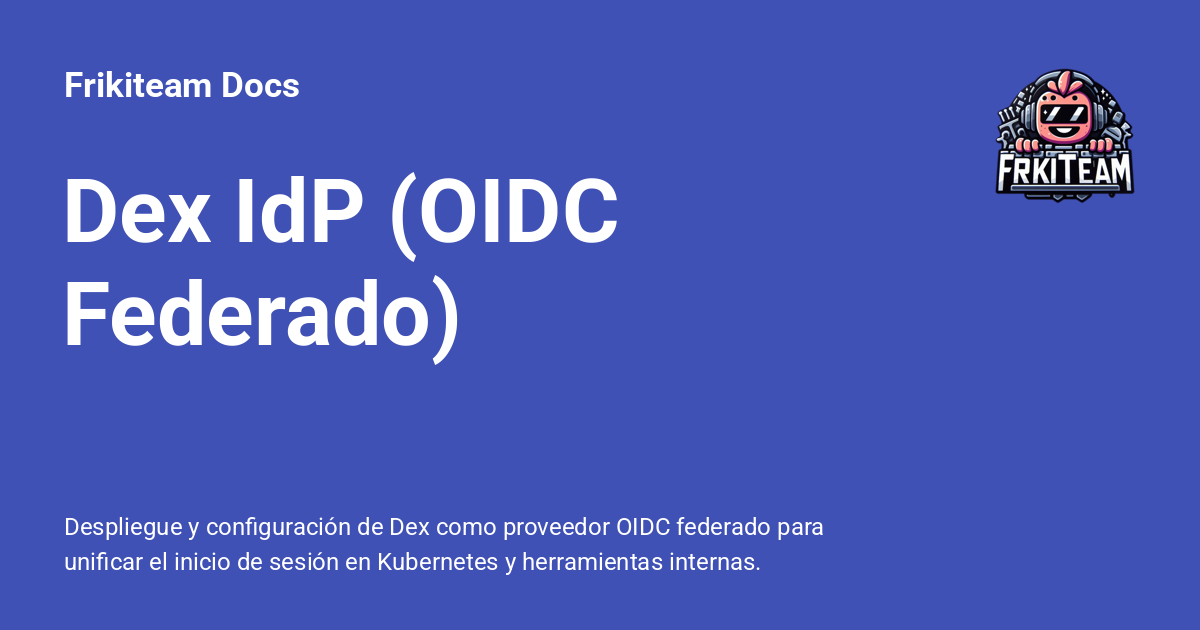 Frikiteam Docs
FRKITEAM
Dex IdP (OIDC
Federado)
Despliegue y configuración de Dex como proveedor OIDC federado para
unificar el inicio de sesión en Kubernetes y herramientas internas.